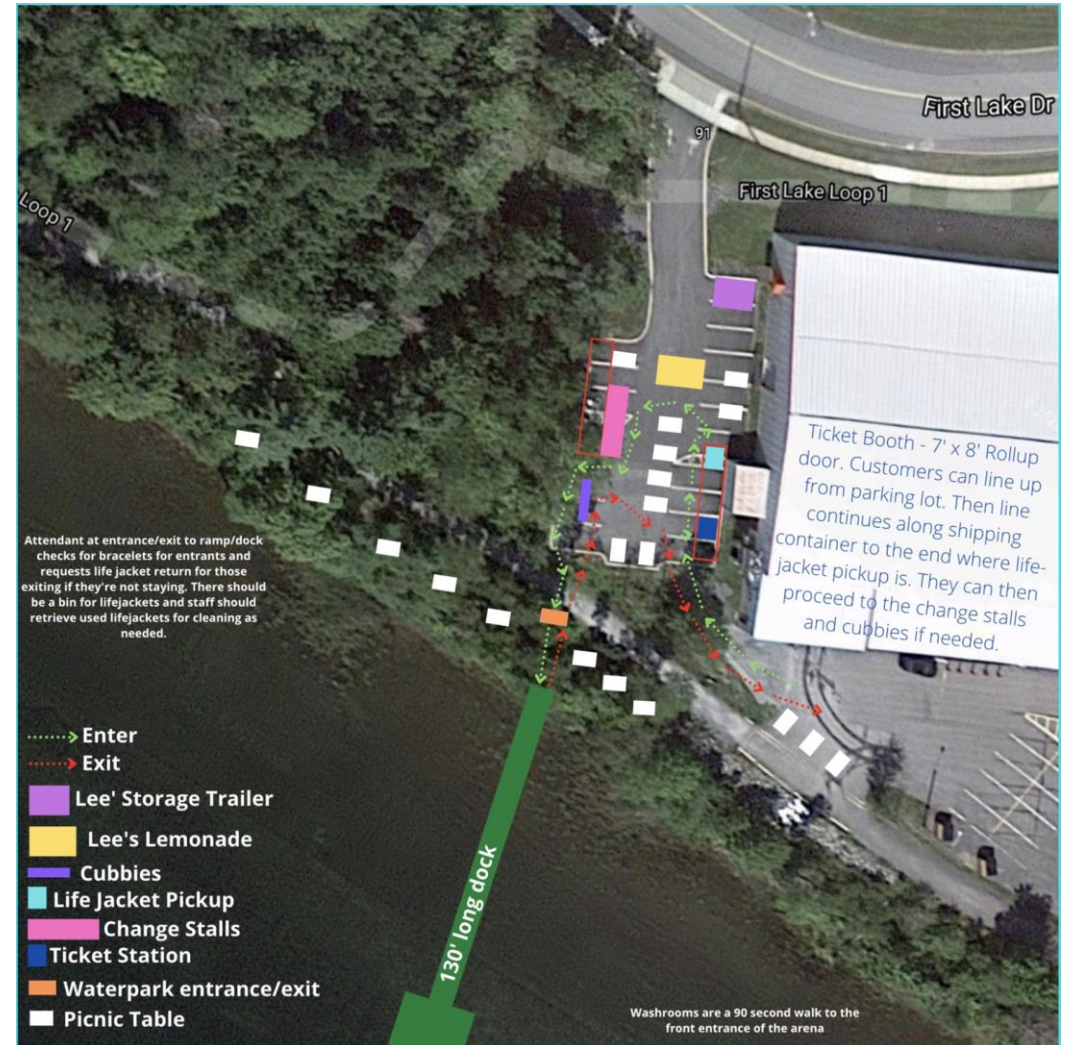 First Lake Dr
91
First Lake Loop 1
Loop 1
Ticket Booth - 7' x 8' Rollup
door. Customers can line up
from parking lot. Then line
continues along shipping
container to the end where life-
jacket pickup is. They can then
proceed to the change stalls
and cubbies if needed.
Attendant at entrance/exit to ramp/dock
checks for bracelets for entrants and
requests life jacket return for those
exiting if they're not staying. There should
be a bin for lifejackets and staff should
retrieve used lifejackets for cleaning as
needed.
Enter
Exit
Lee' Storage Trailer
Lee's Lemonade
Cubbies
Life Jacket Pickup
Change Stalls
Ticket Station
Waterpark entrance/exit
Picnic Table
130' long dock
Washrooms are a 90 second walk to the
front entrance of the arena